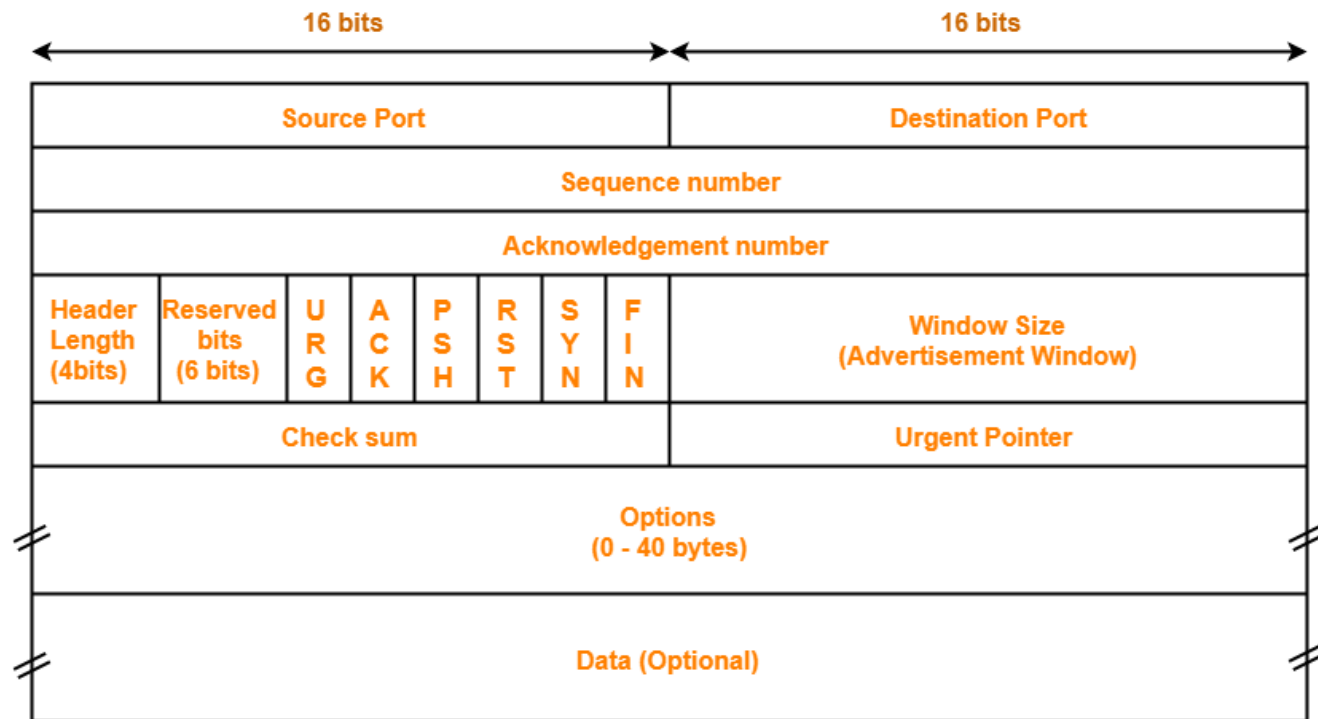 16 bits
16 bits
Source Port
Destination Port
Sequence number
Acknowledgement number
Header
Length
(4bits)
Reserved
bits
(6 bits)
U
R
G
A
C
K
P
S
H
R
S
T
S
Y
N
F
I
N
Window Size
(Advertisement Window)
Check sum
Urgent Pointer
Options
(0 - 40 bytes)
Data (Optional)